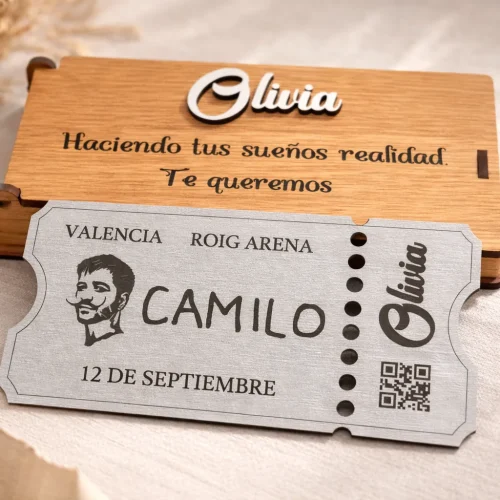 Olivia
Haciendo tus sueños realidad.
Te queremos
VALENCIA ROIG ARENA
CAMILO
12 DE SEPTIEMBRE
Olivia